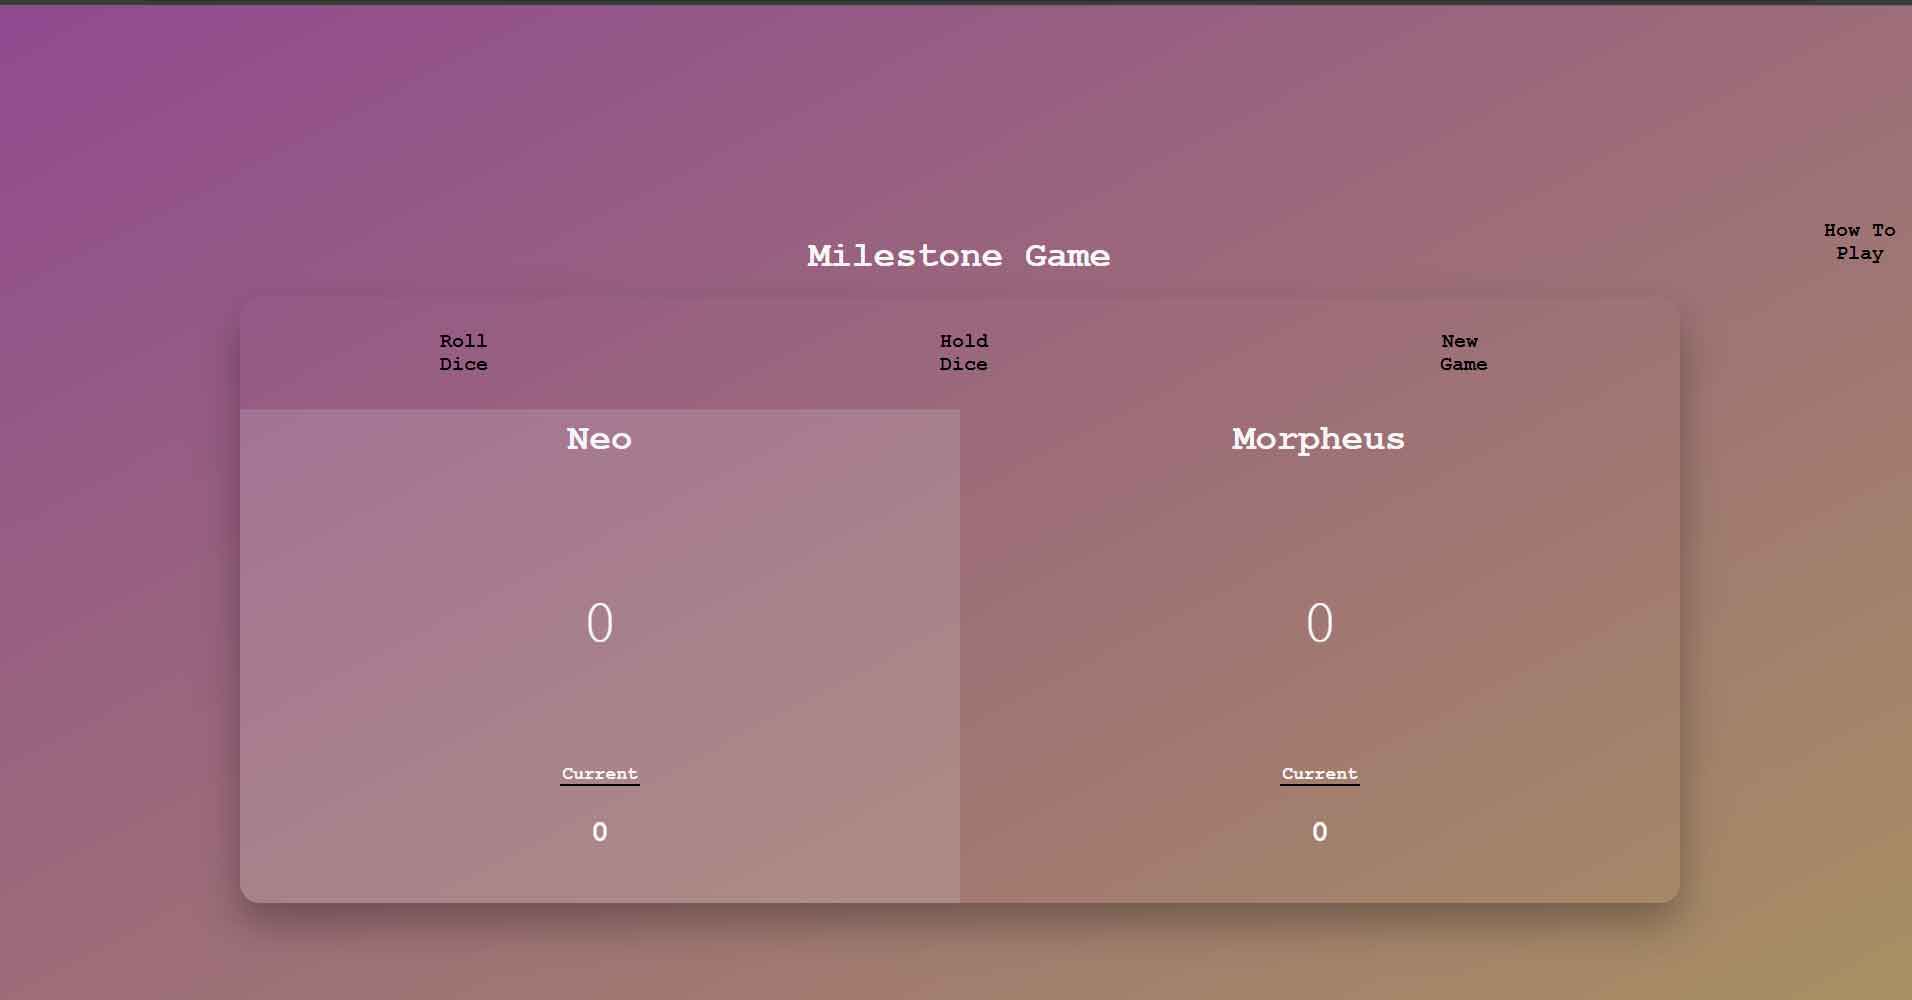 How To
Play
Milestone Game
Roll
Dice
Hold
Dice
New
Game
Neo
Morpheus
0
0
Current
Current
0
0